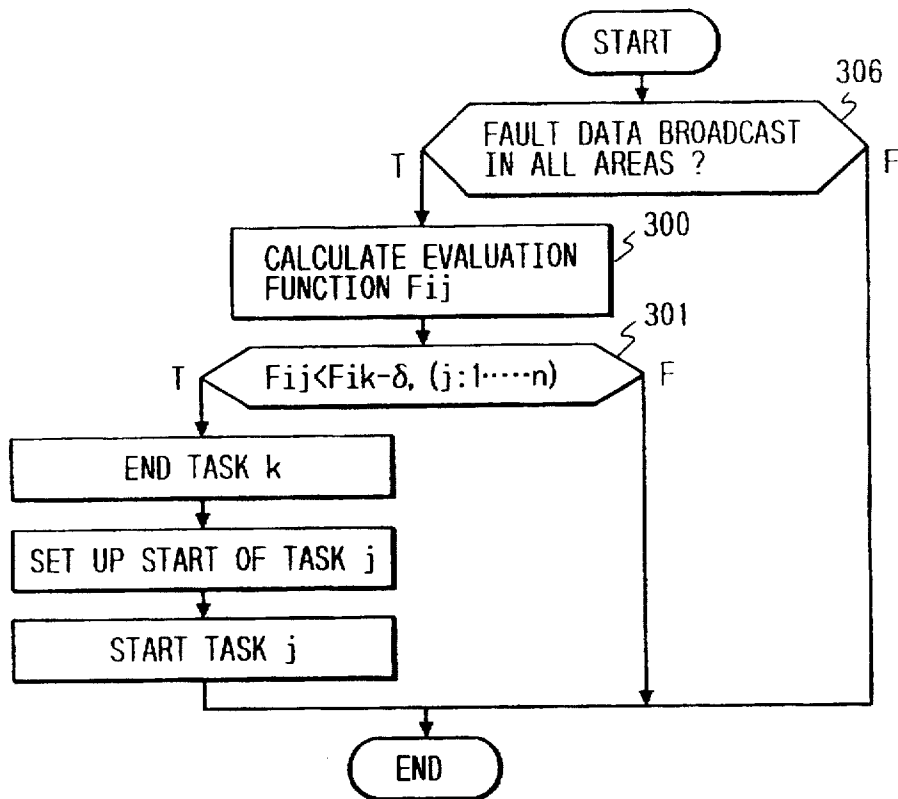 START
306
FAULT DATA BROADCAST
IN ALL AREAS ?
T
F
300
CALCULATE EVALUATION
FUNCTION Fij
301
T
Fij<Fik-δ, (j:1·····n)
F
END TASK k
SET UP START OF TASK j
START TASK j
END